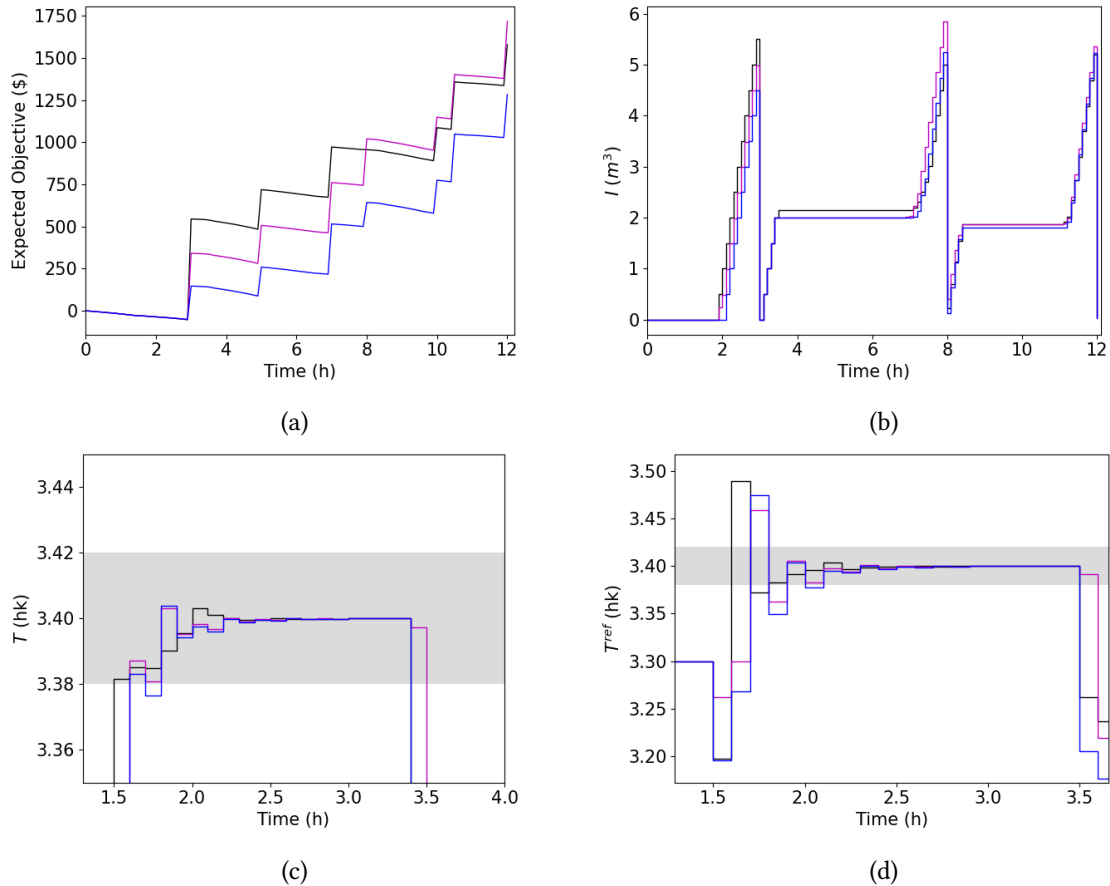 1750
1500
1250
1000
750
500
250
0
Expected Objective ($)
0 2 4 6 8 10 12
Time (h)
(a)
6
5
4
3
2
1
0
I (m³)
0 2 4 6 8 10 12
Time (h)
(b)
3.44
3.42
3.40
3.38
3.36
T (hk)
1.5 2.0 2.5 3.0 3.5 4.0
Time (h)
(c)
3.50
3.45
3.40
3.35
3.30
3.25
3.20
T^ref (hk)
1.5 2.0 2.5 3.0 3.5
Time (h)
(d)